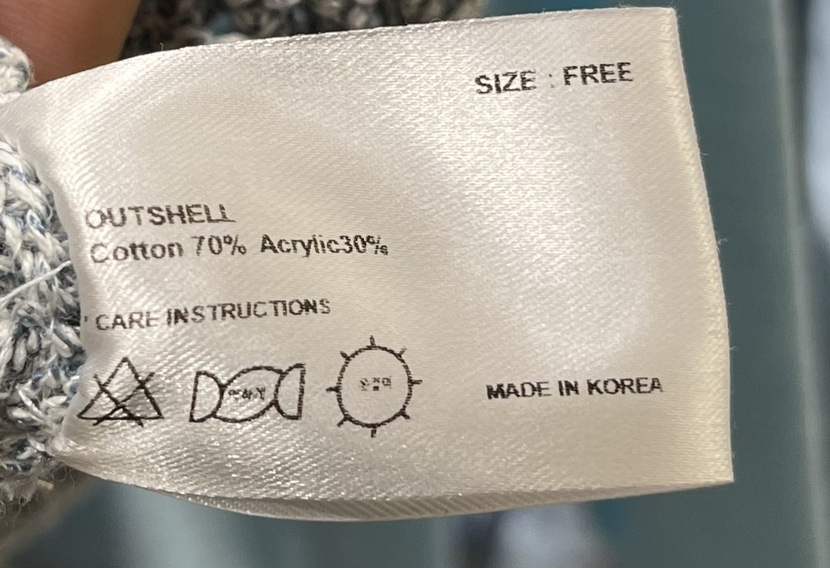 SIZE : FREE
OUTSHELL
Cotton 70% Acrylic30%
CARE INSTRUCTIONS
MADE IN KOREA